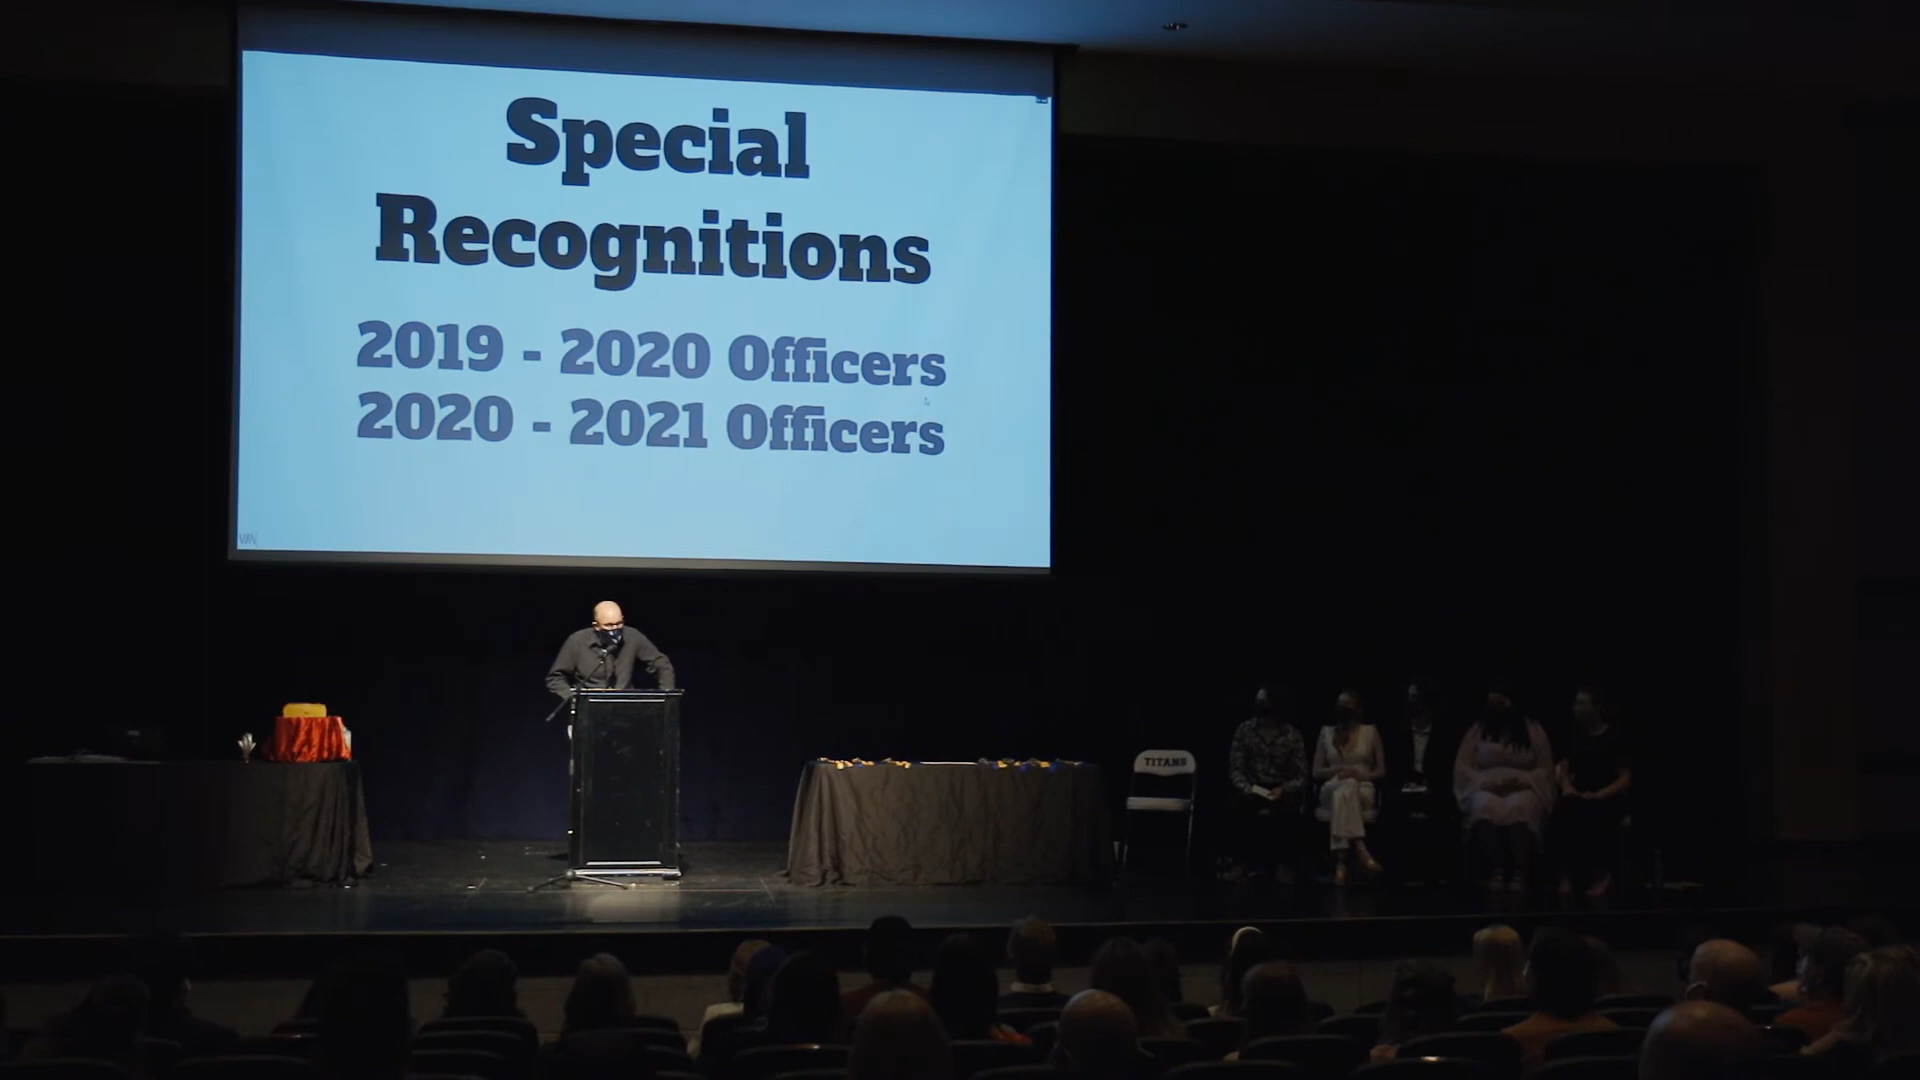 Special
Recognitions
2019 - 2020 Officers
2020 - 2021 Officers
TITANS